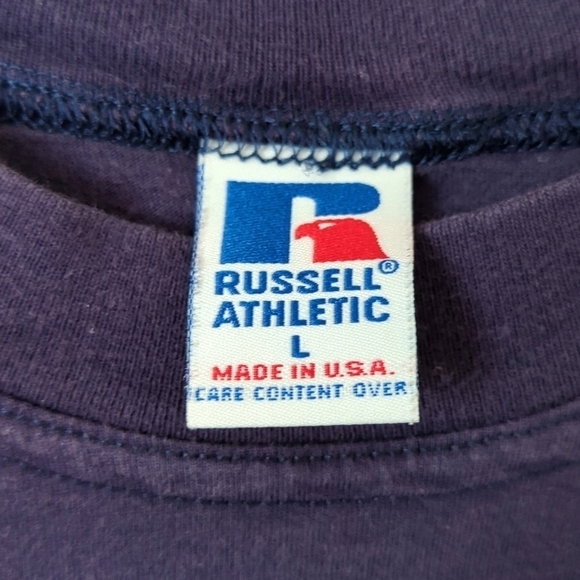 R
RUSSELL®
ATHLETIC
L
MADE IN U.S.A.
CARE CONTENT OVER